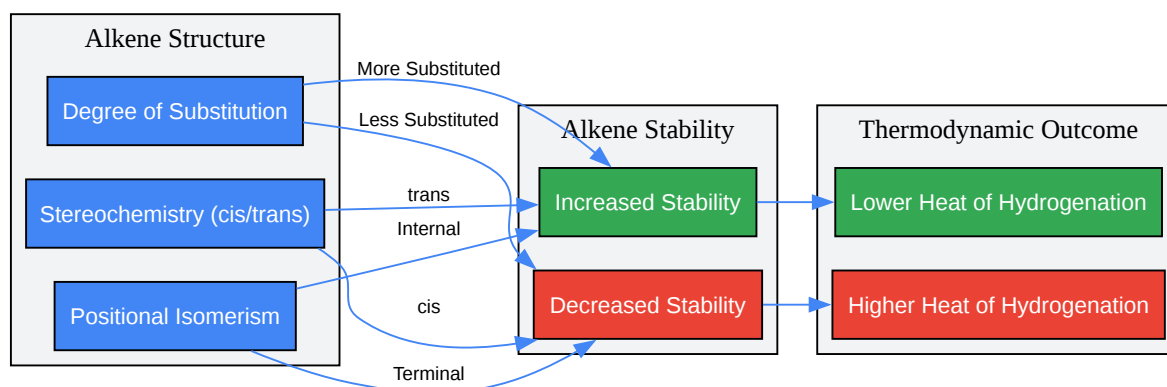 Alkene Structure
Degree of Substitution
Stereochemistry (cis/trans)
Positional Isomerism
More Substituted
Less Substituted
trans
Internal
cis
Terminal
Alkene Stability
Increased Stability
Decreased Stability
Thermodynamic Outcome
Lower Heat of Hydrogenation
Higher Heat of Hydrogenation